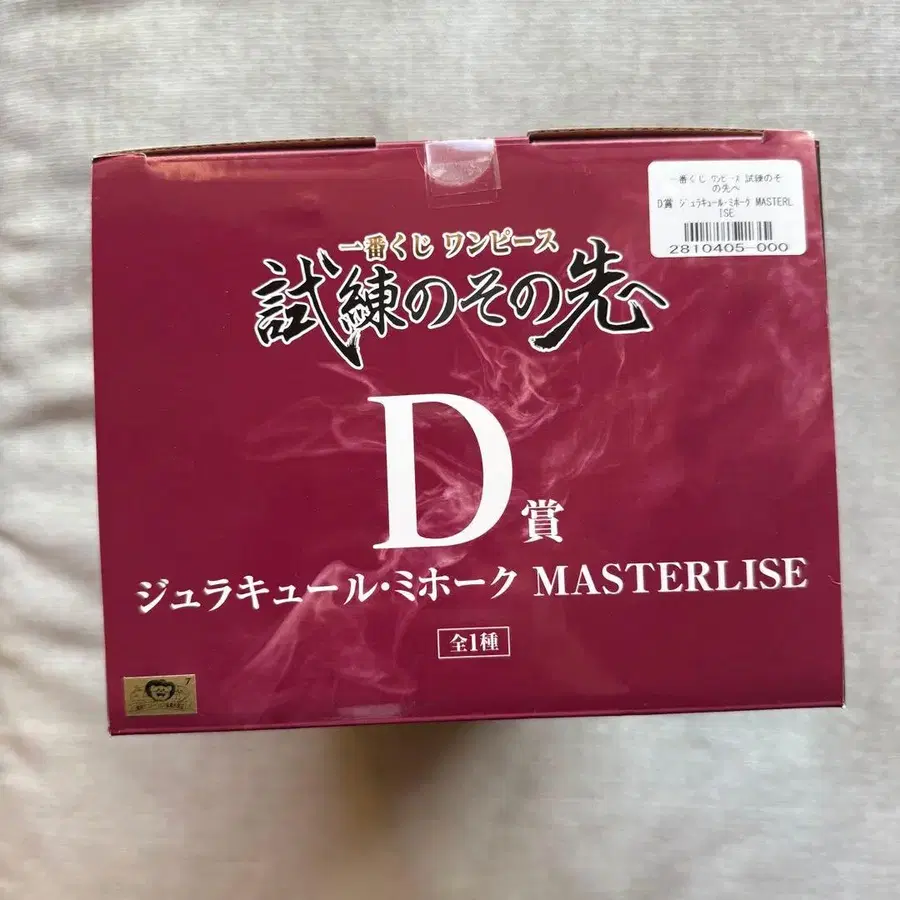 一番くじ ワンピース 試練のそ
の先へ
D賞 ジュラキュール・ミホーク MASTERL
ISE
2810405-000
一番くじ ワンピース
試練のその先へ
D賞
ジュラキュール・ミホーク MASTERLISE
全1種
7